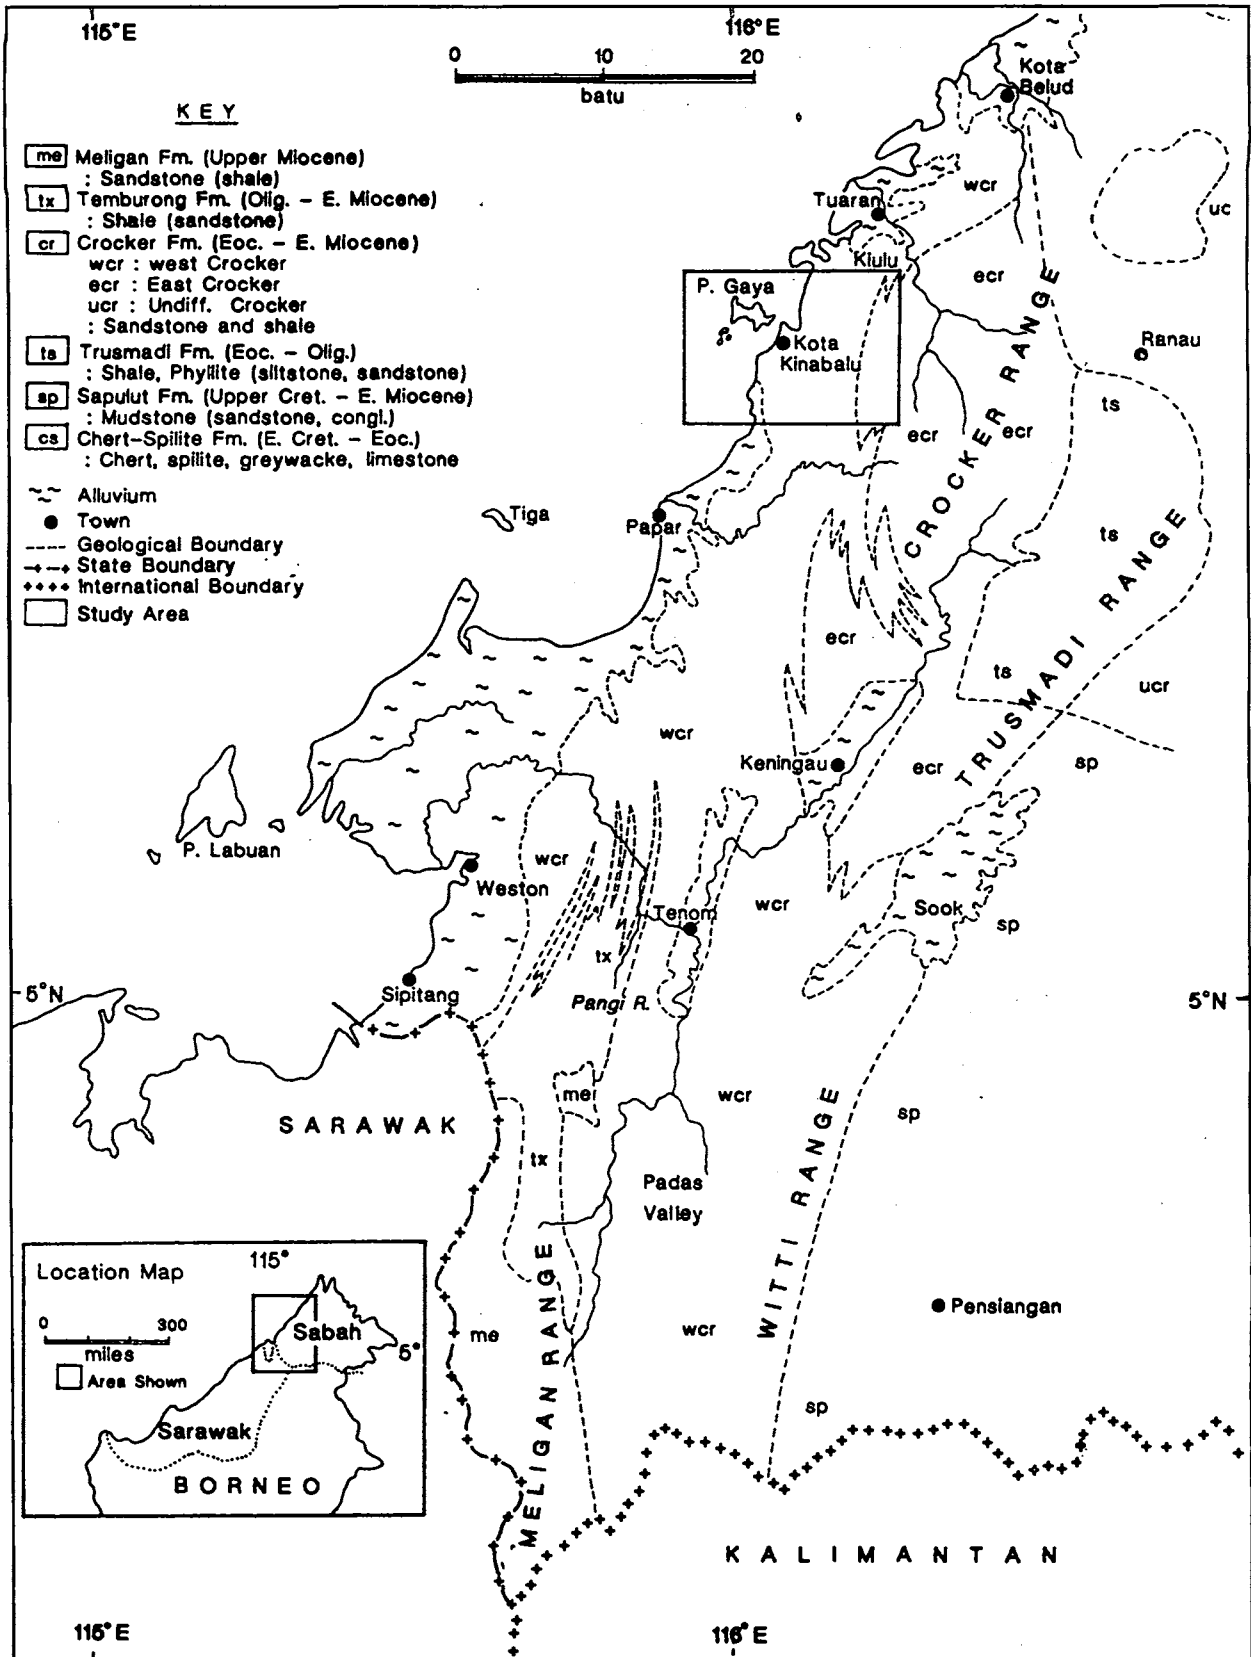 115°E
116°E
0 10 20
batu
KEY
me Meligan Fm. (Upper Miocene)
: Sandstone (shale)
tx Temburong Fm. (Olig. - E. Miocene)
: Shale (sandstone)
cr Crocker Fm. (Eoc. - E. Miocene)
wcr : west Crocker
ecr : East Crocker
ucr : Undiff. Crocker
: Sandstone and shale
ts Trusmadi Fm. (Eoc. - Olig.)
: Shale, Phyllite (siltstone, sandstone)
sp Sapulut Fm. (Upper Cret. - E. Miocene)
: Mudstone (sandstone, congl.)
cs Chert-Spilite Fm. (E. Cret. - Eoc.)
: Chert, spilite, greywacke, limestone
Alluvium
Town
Geological Boundary
State Boundary
International Boundary
Study Area
Kota
Belud
wcr
Tuaran
uc
Kiulu
ecr
P. Gaya
Kota
Kinabalu
Ranau
ts
ecr
ecr
CROCKER RANGE
Tiga
Papar
ts
TRUSMADI RANGE
ecr
ts
ucr
wcr
Keningau
ecr
sp
P. Labuan
wcr
Weston
wcr
Tenom
Sook
sp
tx
Sipitang
Pangi R.
5°N
5°N
me
wcr
sp
SARAWAK
tx
Padas
Valley
WITTI RANGE
MELIGAN RANGE
Pensiangan
me
wcr
sp
Location Map
115°
0 300
miles
Area Shown
Sabah
5°
Sarawak
BORNEO
KALIMANTAN
115°E
116°E